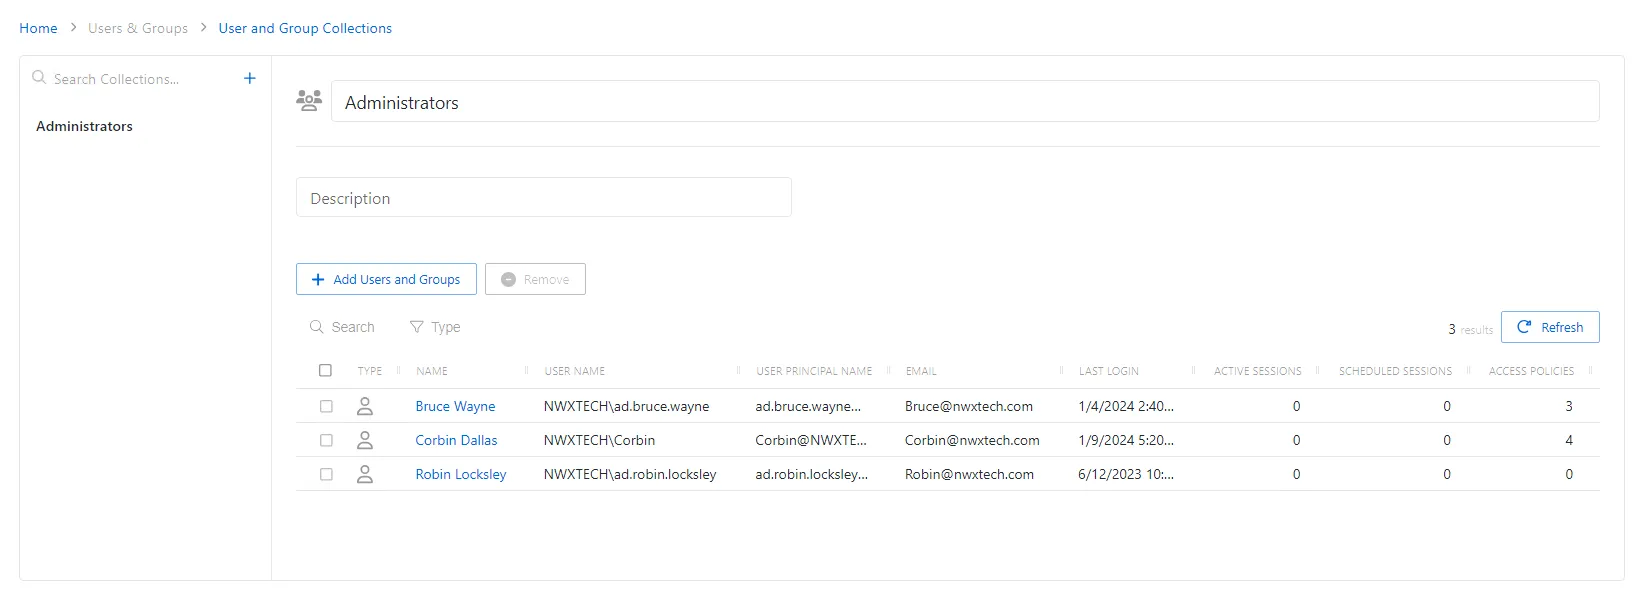 Home > Users & Groups > User and Group Collections
Search Collections...
Administrators
Administrators
Description
Add Users and Groups Remove
Search Type 3 results Refresh
TYPE NAME USER NAME USER PRINCIPAL NAME EMAIL LAST LOGIN ACTIVE SESSIONS SCHEDULED SESSIONS ACCESS POLICIES
Bruce Wayne NWXTECH\ad.bruce.wayne ad.bruce.wayne... Bruce@nwxtech.com 1/4/2024 2:40... 0 0 3
Corbin Dallas NWXTECH\Corbin Corbin@NWXTE... Corbin@nwxtech.com 1/9/2024 5:20... 0 0 4
Robin Locksley NWXTECH\ad.robin.locksley ad.robin.locksley... Robin@nwxtech.com 6/12/2023 10:... 0 0 0